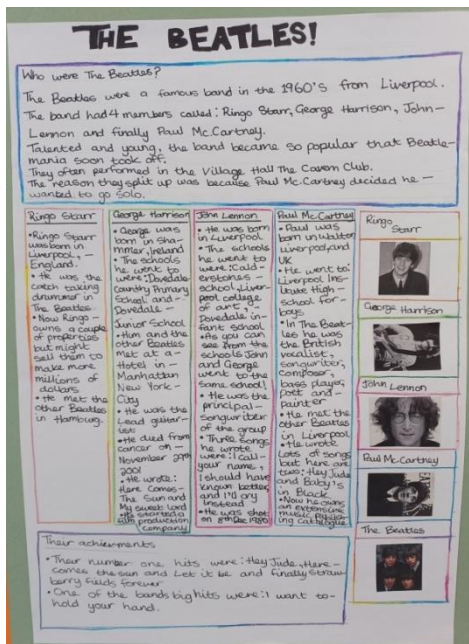 THE BEATLES!
Who were The Beatles?
The Beatles were a famous band in the 1960's from Liverpool.
The band had 4 members called: Ringo Starr, George Harrison, John-
Lennon and finally Paul Mc.Cartney.
Talented and young, the band became so popular that Beatle-
mania soon took off.
They often performed in the Village Hall The Cavern Club.
The reason they split up was because Paul Mc.Cartney decided he -
wanted to go solo.
Ringo Starr
• Ringo Starr
was born in
Liverpool, -
England.
• He was the
catch taking
drummer in
The Beatles.
• Now Ringo -
owns a couple
of properties
but might
sell them to
make more
millions of
dollars
• He met the
other Beatles
in Hambourg.
George Harrison
• George was
born in Sha-
mmer, Ireland
• The schools
he went to
were: Dovedale
Country Primary
School and -
Dovedale -
Junior School
• Him and the
other Beatles
met at a -
Hotel in -
Manhattan
New York -
City
• He was the
Lead guitar-
ist
• He died from
cancer on -
November 29th
2001
• He wrote:
Here Comes -
The Sun and
My sweet Lord
• He started a
film production
company
John Lennon
• He was born
in Liverpool.
• The schools
he went to
were: Cald-
erstones -
school, Liver-
pool college
of art, a -
Dovedale in-
fant school.
• As you can
see from the
schools John
and George
went to the
same school!
• He was the
principal -
songwriter
of the group
• Three songs
he wrote
were: I call -
your name,
I should have
known better,
and I'd cry
instead
• He was shot
on 8th Dec 1980
Paul McCartney
• Paul was
born in Walton
Liverpool, and
UK
• He went to:
Liverpool Ins-
titute High -
School for -
boys
• In The Beat-
les he was
the British
vocalist,
songwriter,
composer,
bass player,
poet and -
painter
• He met the
other Beatles
in Liverpool.
• He wrote
Lots of songs
but here are
two: Hey Jude
and Baby's
in Black.
• Now he owns
an extensive
music publish-
ing catalogue.
Ringo
Starr
George Harrison
John Lennon
Paul McCartney
The Beatles
Their achievments
• Their number one hits were: Hey Jude, Here -
comes the sun and Let it be and finally Straw-
berry fields forever
• One of the bands big hits were: I want to -
hold your hand.